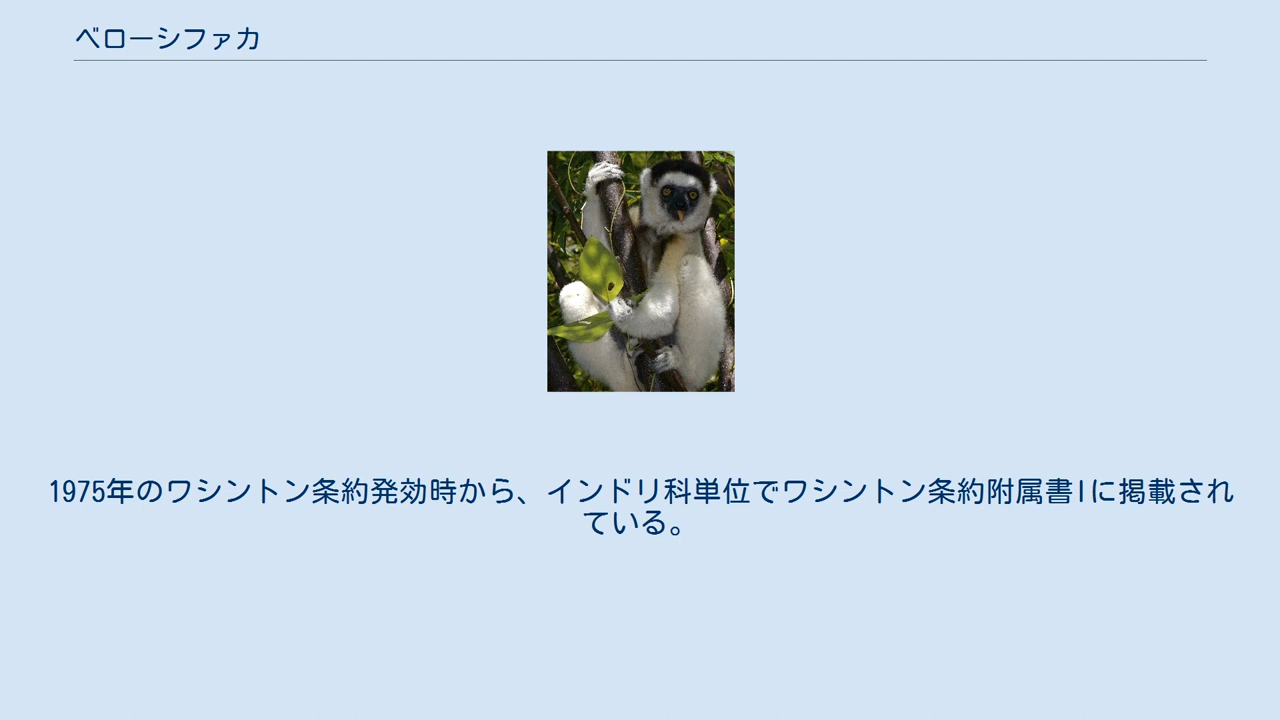 ベローシファカ
1975年のワシントン条約発効時から、インドリ科単位でワシントン条約附属書Iに掲載され
ている。